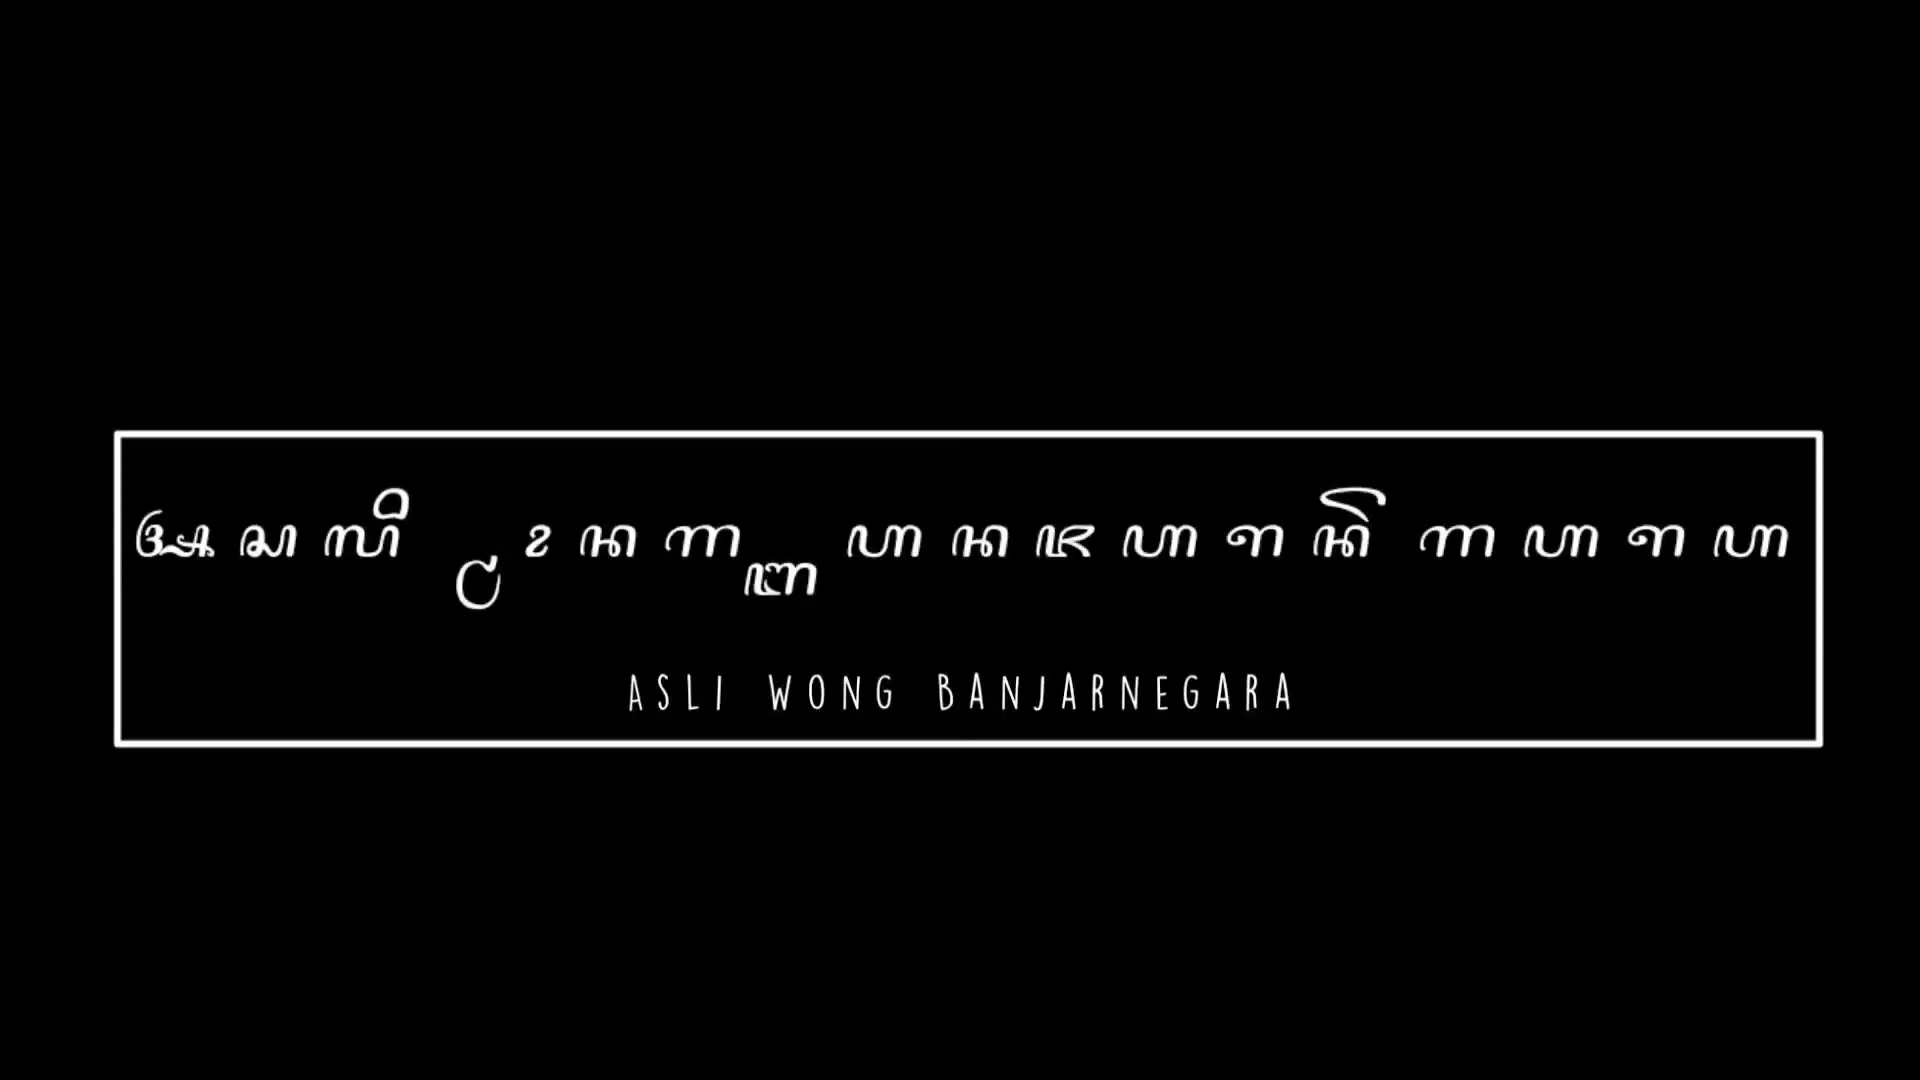 ꦄ ꦱ ꦭꦶ ꦤ ꦒ ꦲ ꦤ ꦗ ꦲ ꦫ ꦤ ꦒ ꦲ ꦫ ꦲ
ASLI WONG BANJARNEGARA